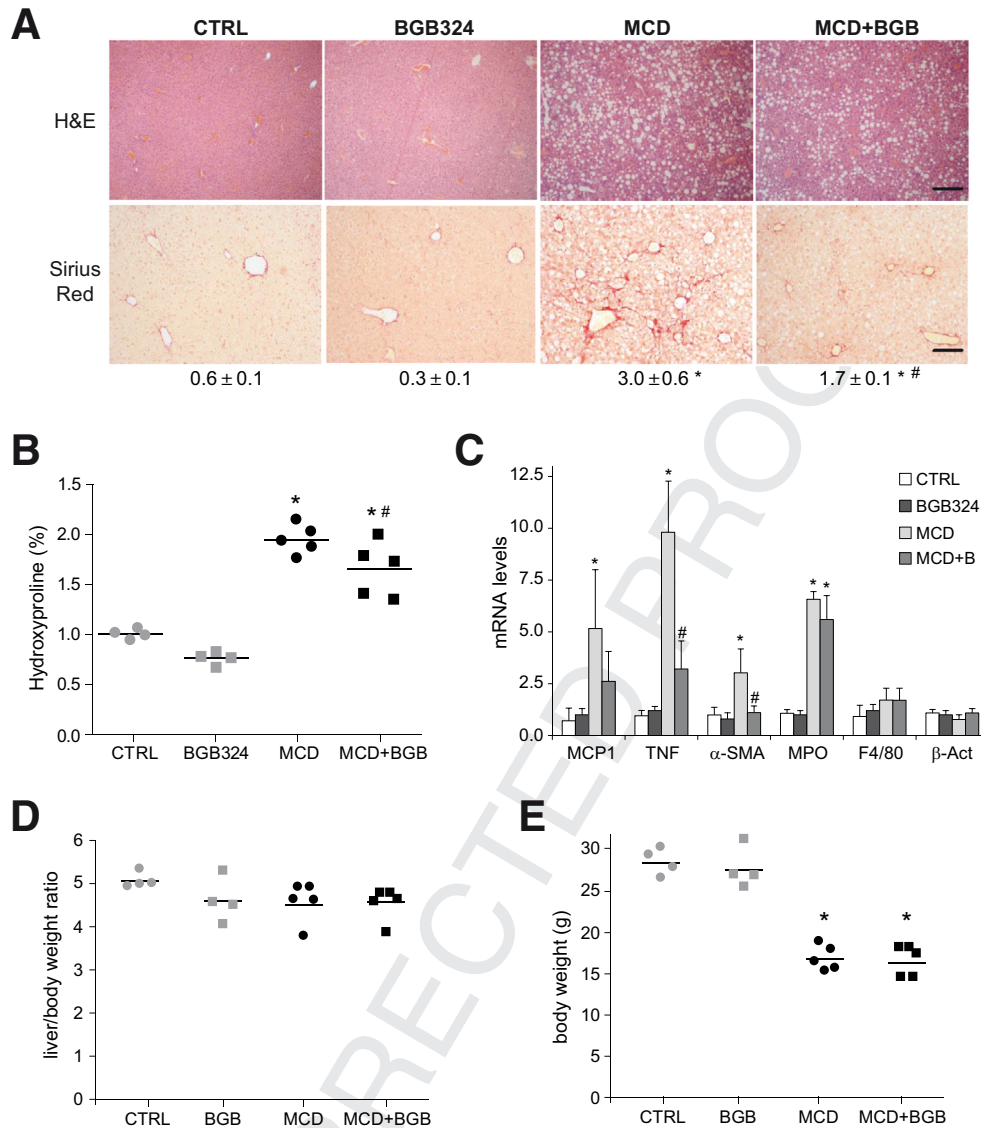 A
CTRL BGB324 MCD MCD+BGB
H&E
Sirius
Red
0.6 ± 0.1 0.3 ± 0.1 3.0 ± 0.6 * 1.7 ± 0.1 * #
B
Hydroxyproline (%)
1.5
2.0
1.5
1.0
0.5
0.0
*
* #
CTRL BGB324 MCD MCD+BGB
C
mRNA levels
12.5
10.0
7.5
5.0
2.5
0.0
* * # * # * *
CTRL
BGB324
MCD
MCD+B
MCP1 TNF α-SMA MPO F4/80 β-Act
D
liver/body weight ratio
6
5
4
3
2
1
0
CTRL BGB MCD MCD+BGB
E
body weight (g)
30
25
20
15
10
5
0
* *
CTRL BGB MCD MCD+BGB
RECTED PROO